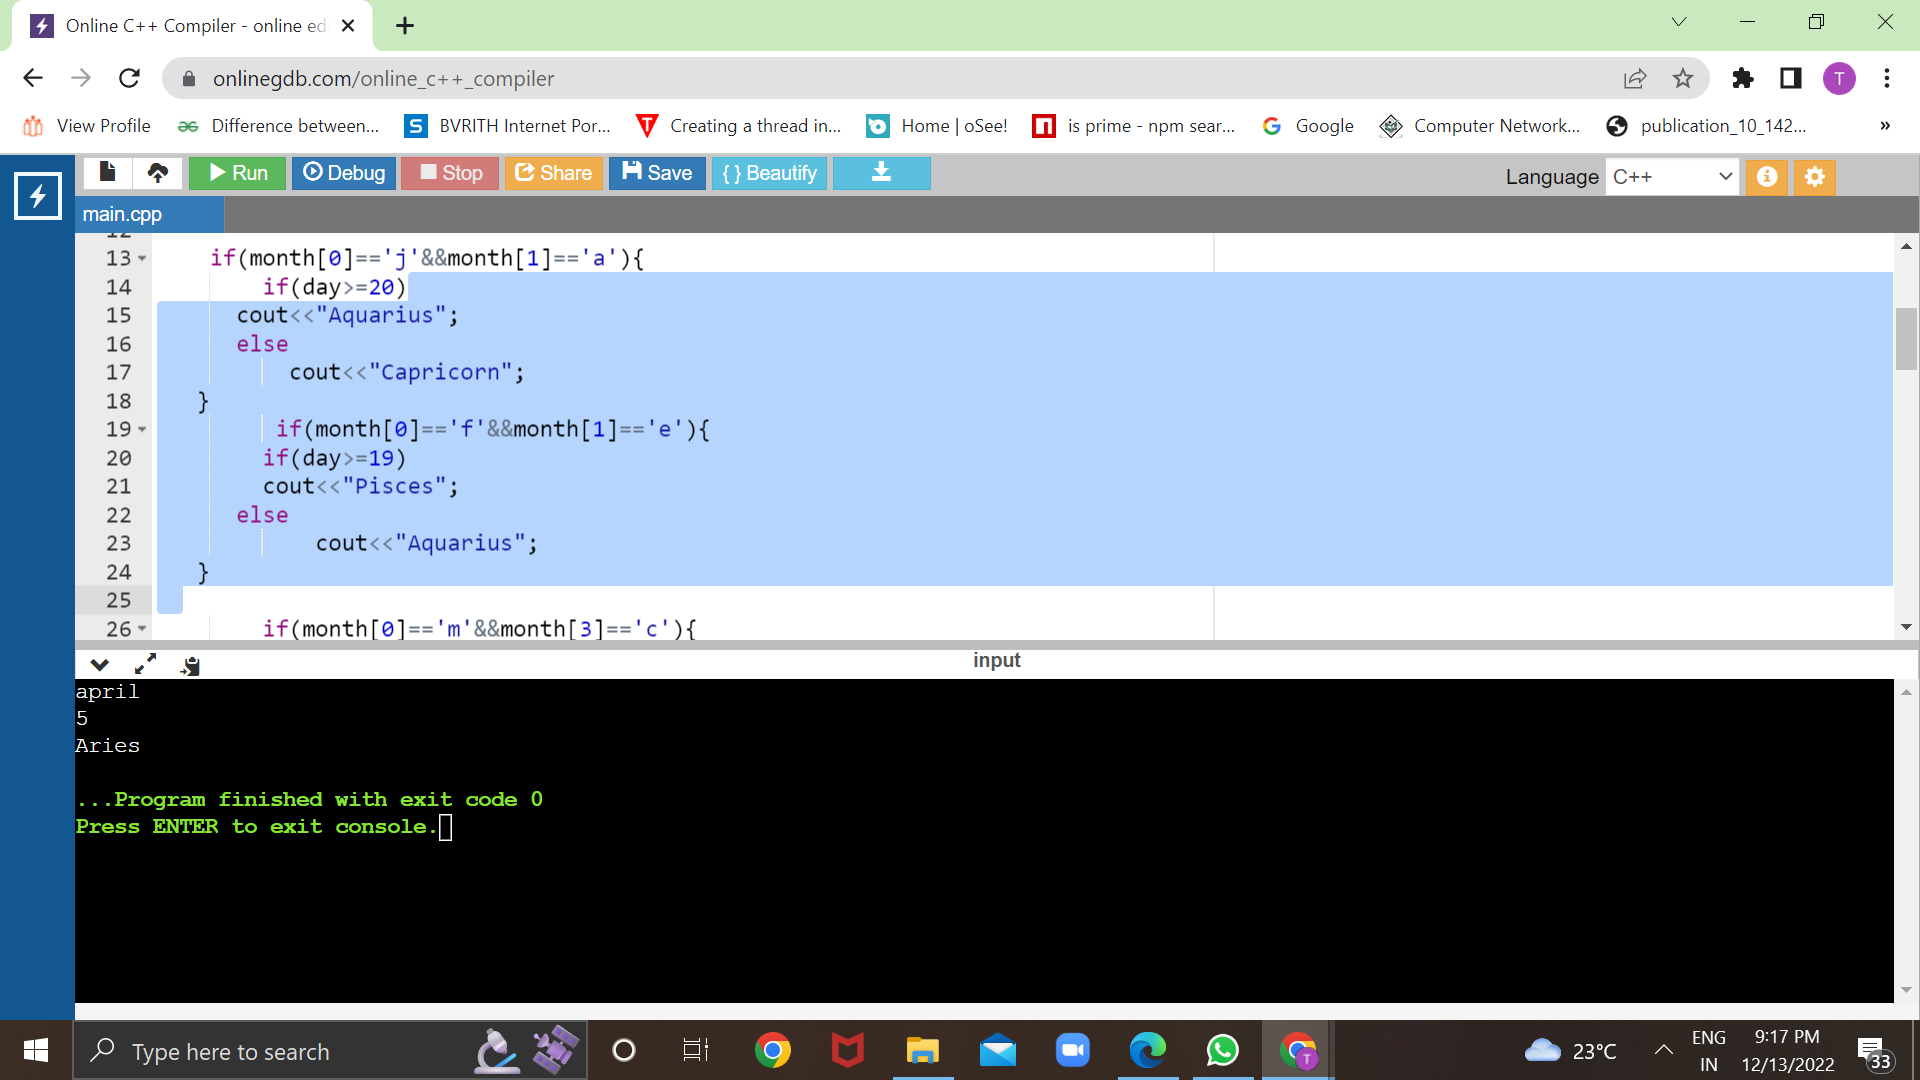 Online C++ Compiler - online ed
onlinegdb.com/online_c++_compiler
T
View Profile
Difference between...
BVRITH Internet Por...
Creating a thread in...
Home | oSee!
is prime - npm sear...
Google
Computer Network...
publication_10_142...
»
Run
Debug
Stop
Share
Save
{ } Beautify
Language C++
main.cpp
12
13 if(month[0]=='j'&&month[1]=='a'){
14 if(day>=20)
15 cout<<"Aquarius";
16 else
17 cout<<"Capricorn";
18 }
19 if(month[0]=='f'&&month[1]=='e'){
20 if(day>=19)
21 cout<<"Pisces";
22 else
23 cout<<"Aquarius";
24 }
25
26 if(month[0]=='m'&&month[3]=='c'){
input
april
5
Aries
...Program finished with exit code 0
Press ENTER to exit console.
Type here to search
T
23°C
ENG
IN
9:17 PM
12/13/2022
33